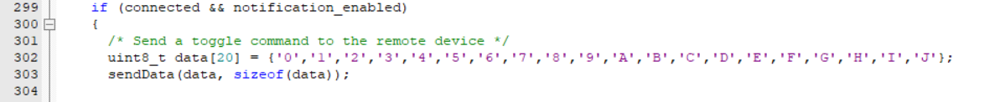 299 if (connected && notification_enabled)
300 {
301 /* Send a toggle command to the remote device */
302 uint8_t data[20] = {'0','1','2','3','4','5','6','7','8','9','A','B','C','D','E','F','G','H','I','J'};
303 sendData(data, sizeof(data));
304